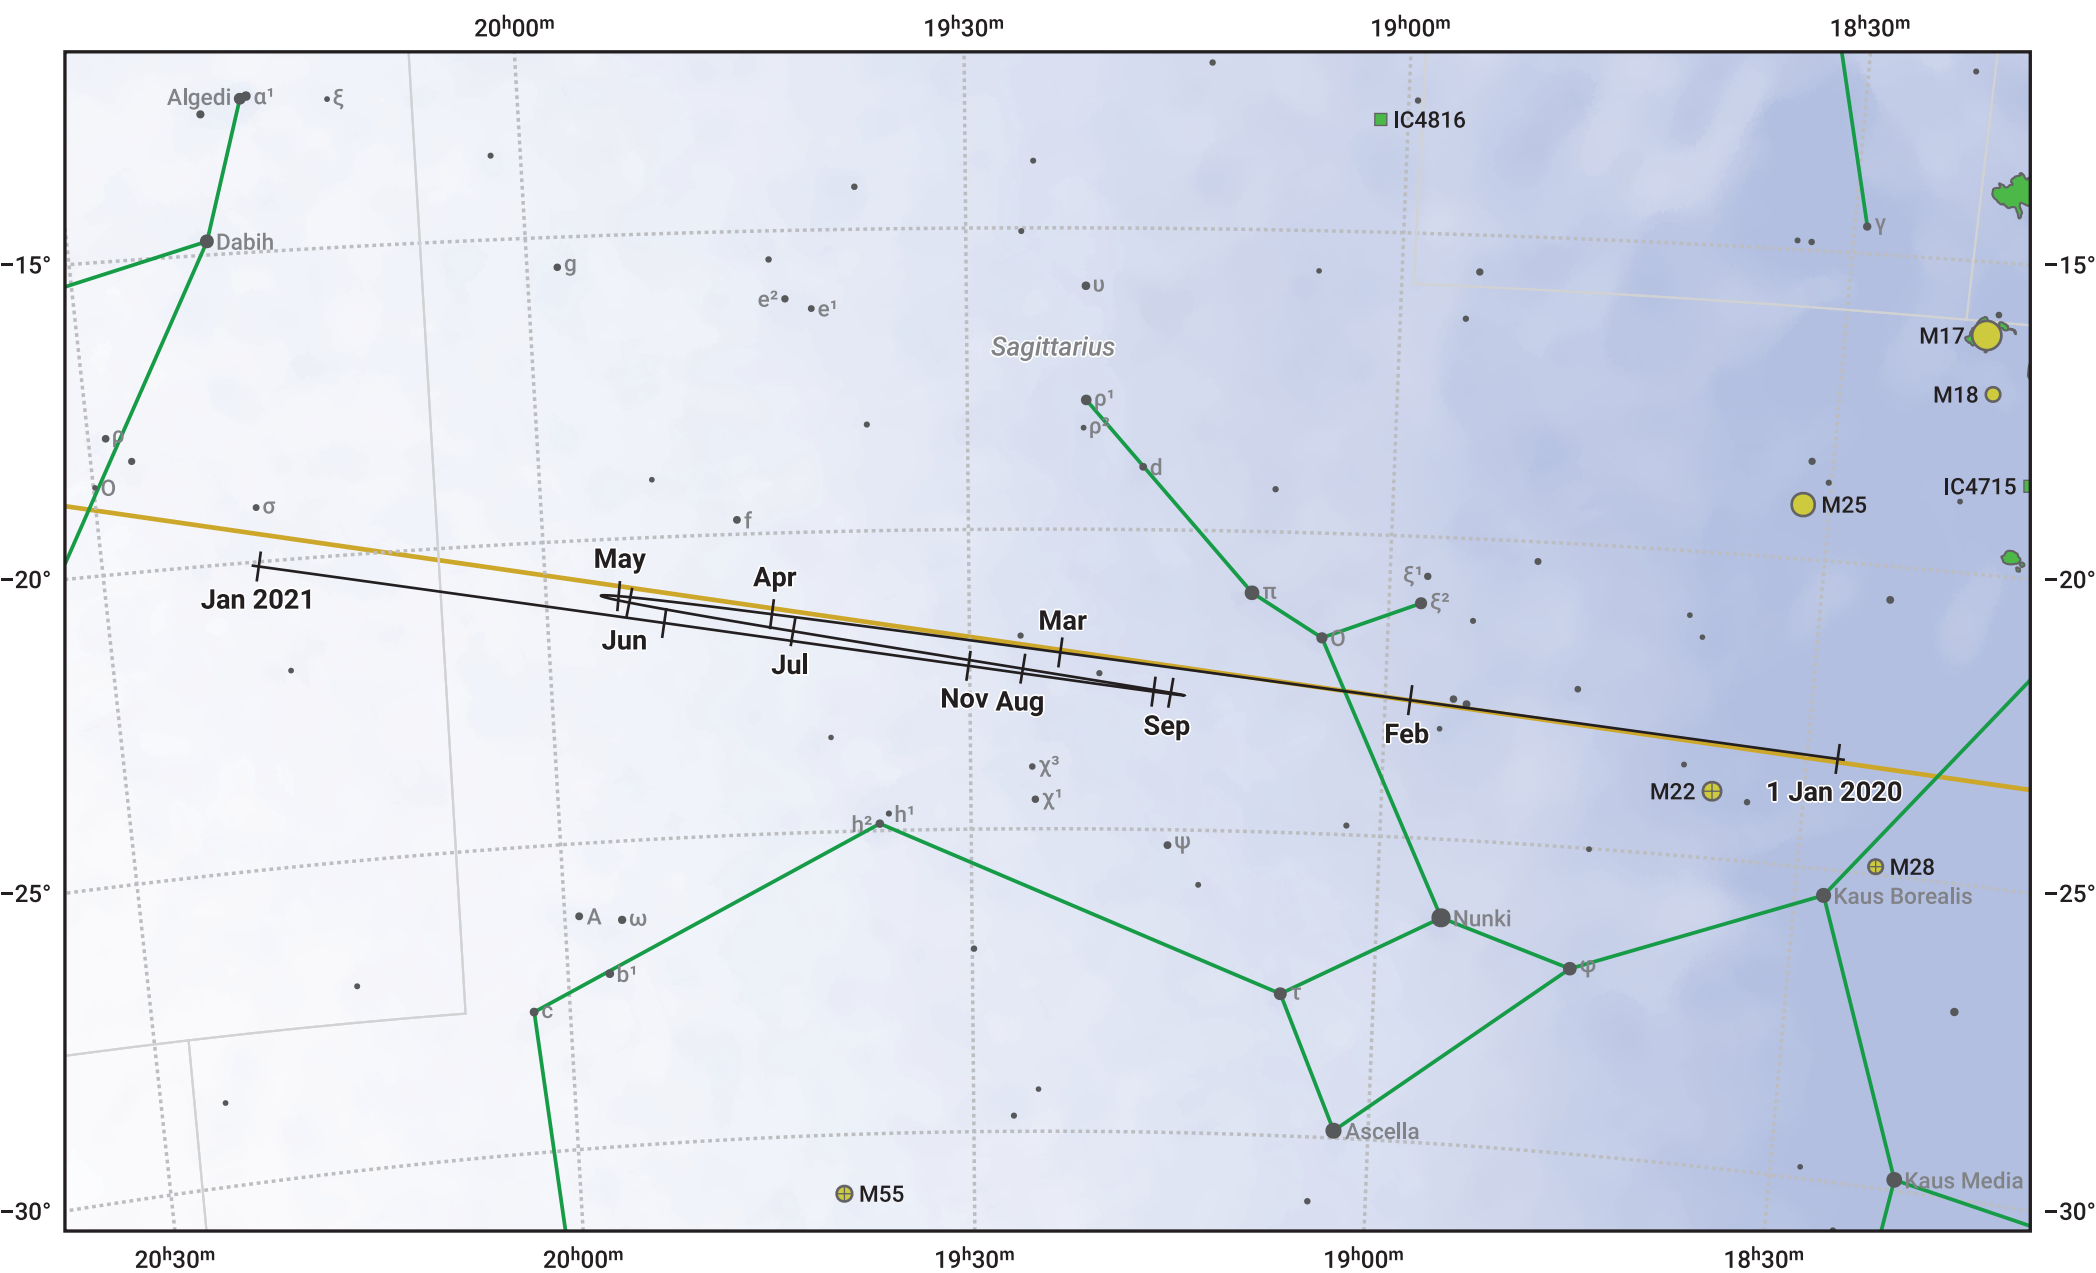 20ʰ00ᵐ 19ʰ30ᵐ 19ʰ00ᵐ 18ʰ30ᵐ
Algedi α¹ ξ
IC4816
γ
Dabih
−15° g −15°
e² e¹ υ
M17
Sagittarius
M18
ρ¹
ρ²
ρ
d
O σ IC4715
M25
f
May
−20° Apr ξ¹ −20°
Jan 2021 π ξ²
Mar
Jun O
Jul
Nov Aug
Sep Feb
χ³ M22 1 Jan 2020
χ¹
h² h¹
ψ
M28
−25° Kaus Borealis −25°
A ω Nunki
b¹ φ
τ
c
Ascella
Kaus Media
M55
−30° −30°
20ʰ30ᵐ 20ʰ00ᵐ 19ʰ30ᵐ 19ʰ00ᵐ 18ʰ30ᵐ